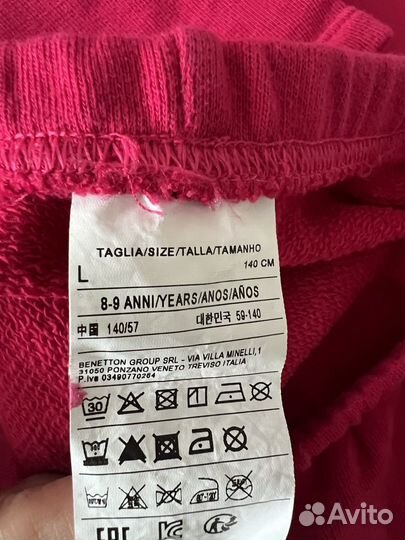 TAGLIA/SIZE/TALLA/TAMANHO
L 140 CM
8-9 ANNI/YEARS/ANOS/AÑOS
中国 140/57 대한민국 59-140
BENETTON GROUP SRL - VIA VILLA MINELLI,1
31050 PONZANO VENETO TREVISO ITALIA
P.iva 03490770264
30
EAC
Avito